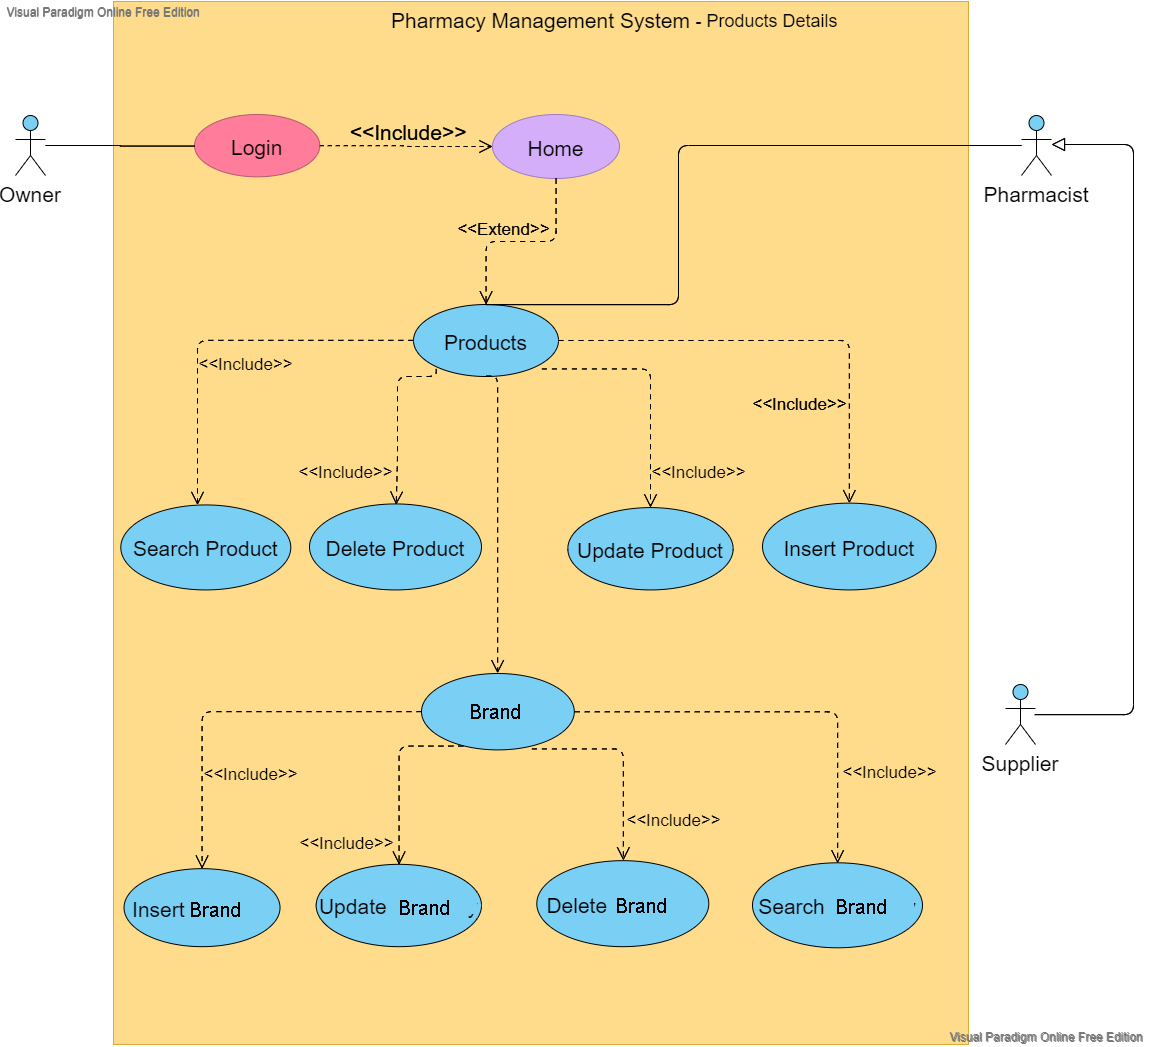 Visual Paradigm Online Free Edition
Pharmacy Management System - Products Details
Owner
Login
<<Include>>
Home
Pharmacist
<<Extend>>
Products
<<Include>>
<<Include>>
<<Include>>
<<Include>>
Search Product
Delete Product
Update Product
Insert Product
Brand
Supplier
<<Include>>
<<Include>>
<<Include>>
<<Include>>
Insert Brand
Update Brand
Delete Brand
Search Brand
Visual Paradigm Online Free Edition